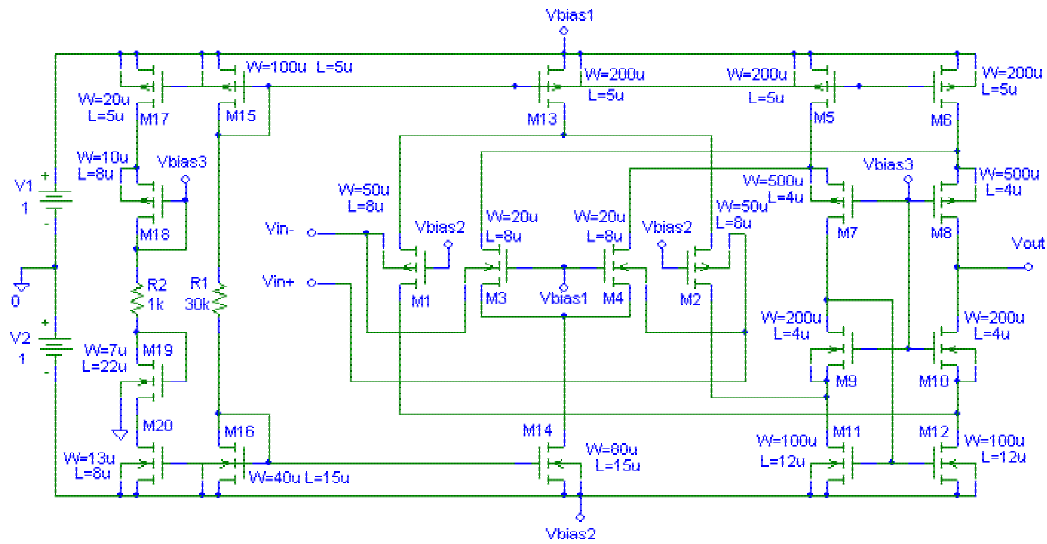 Vbias1
W=100u L=5u
W=200u
L=5u
W=200u
L=5u
W=200u
L=5u
W=20u
L=5u
M17
M15
M13
M5
M6
W=10u
L=8u
Vbias3
M18
V1
1
+
-
0
R2
1k
R1
30k
V2
1
+
-
W=7u
L=22u
M19
M20
W=13u
L=8u
M16
W=40u L=15u
Vin-
Vin+
W=50u
L=8u
Vbias2
M1
W=20u
L=8u
M3
Vbias1
W=20u
L=8u
M4
Vbias2
W=50u
L=8u
M2
M14
W=80u
L=15u
Vbias2
W=500u
L=4u
Vbias3
W=500u
L=4u
M7
M8
Vout
W=200u
L=4u
W=200u
L=4u
M9
M10
M11
M12
W=100u
L=12u
W=100u
L=12u